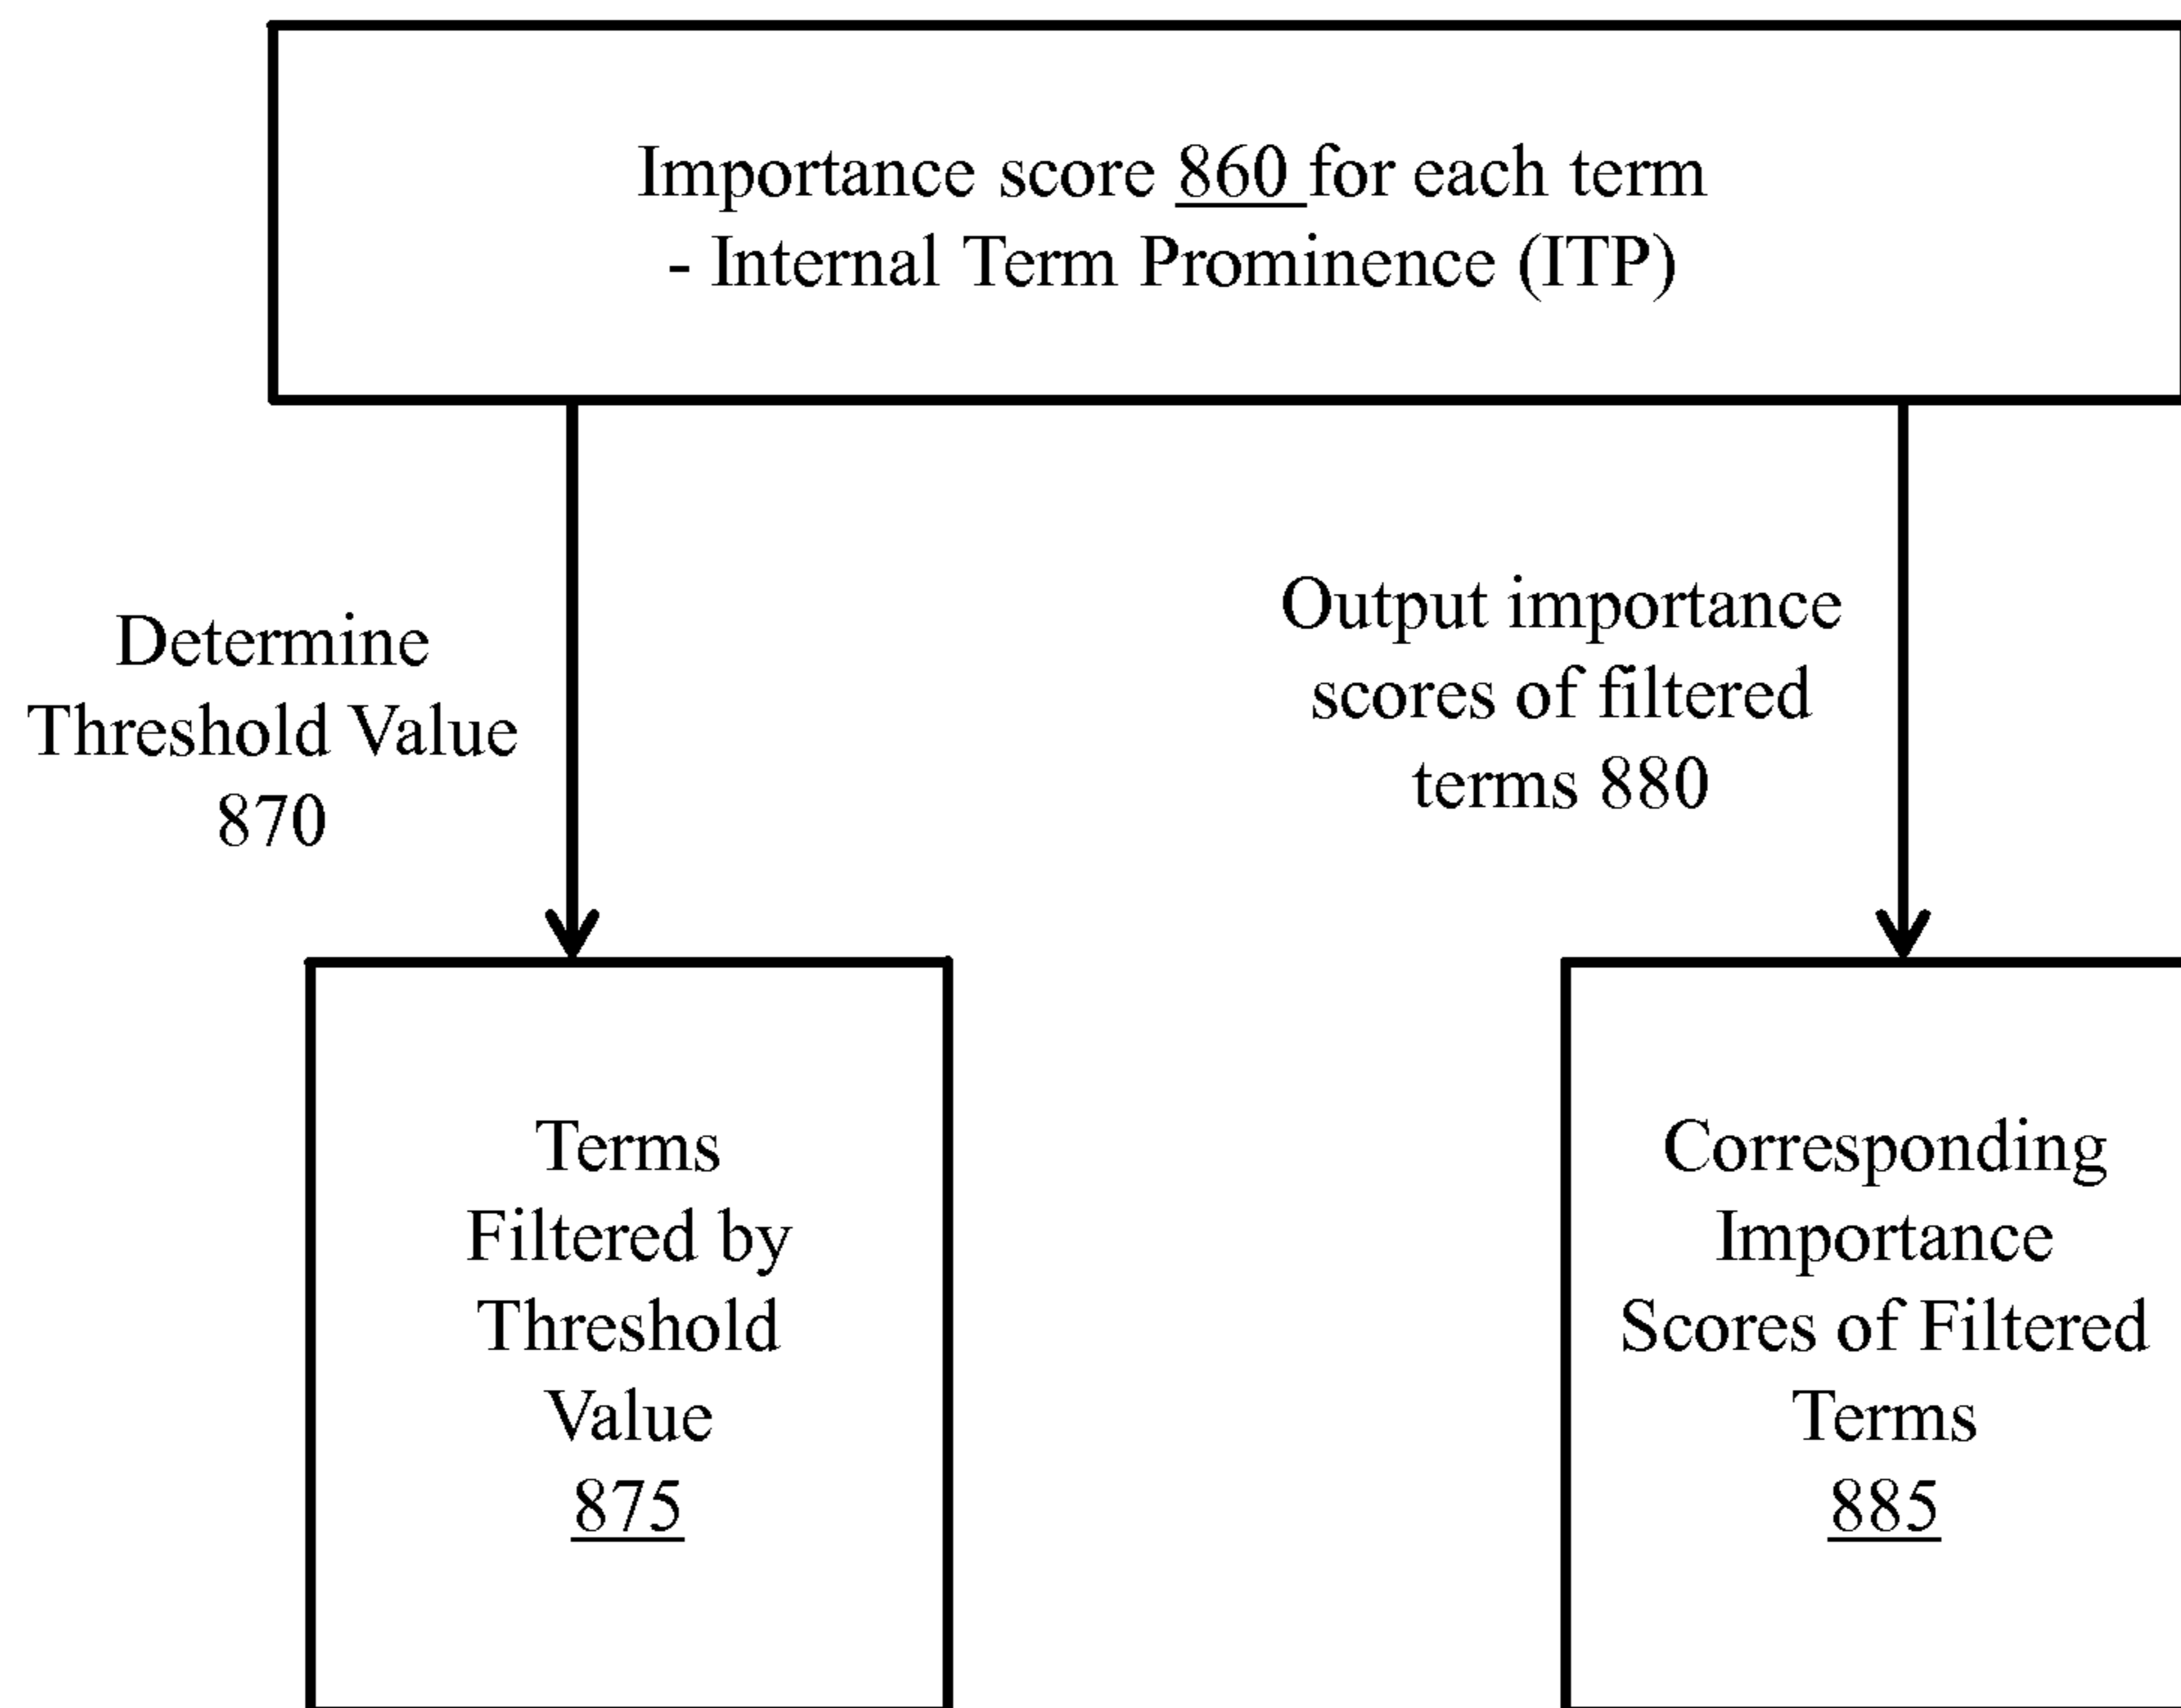 Importance score 860 for each term
- Internal Term Prominence (ITP)
Determine
Threshold Value
870
Output importance
scores of filtered
terms 880
Terms
Filtered by
Threshold
Value
875
Corresponding
Importance
Scores of Filtered
Terms
885